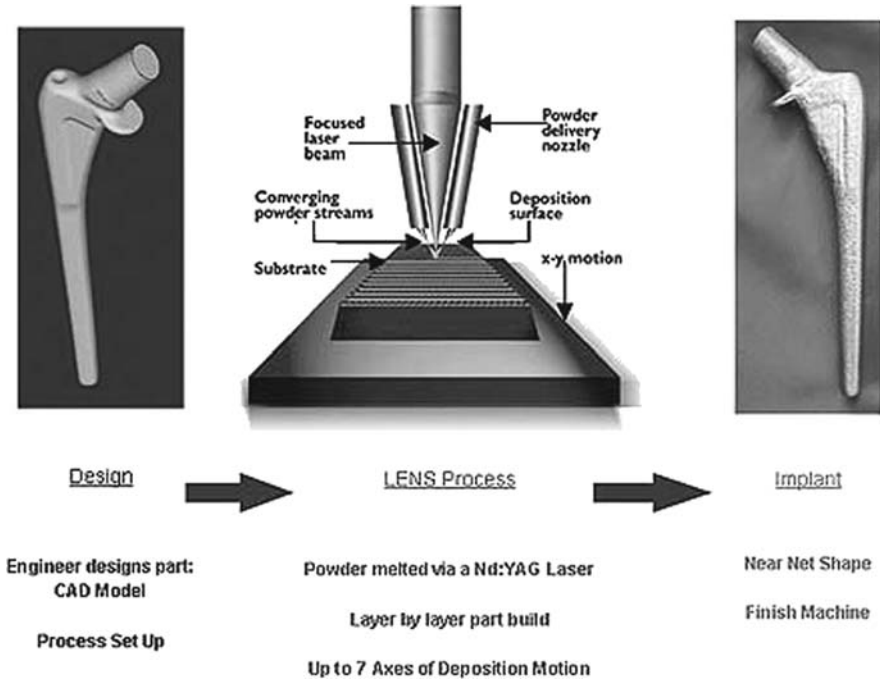 Focused
laser
beam
Powder
delivery
nozzle
Converging
powder streams
Deposition
surface
Substrate
x-y motion
Design
LENS Process
Implant
Engineer designs part:
CAD Model
Process Set Up
Powder melted via a Nd:YAG Laser
Layer by layer part build
Up to 7 Axes of Deposition Motion
Near Net Shape
Finish Machine